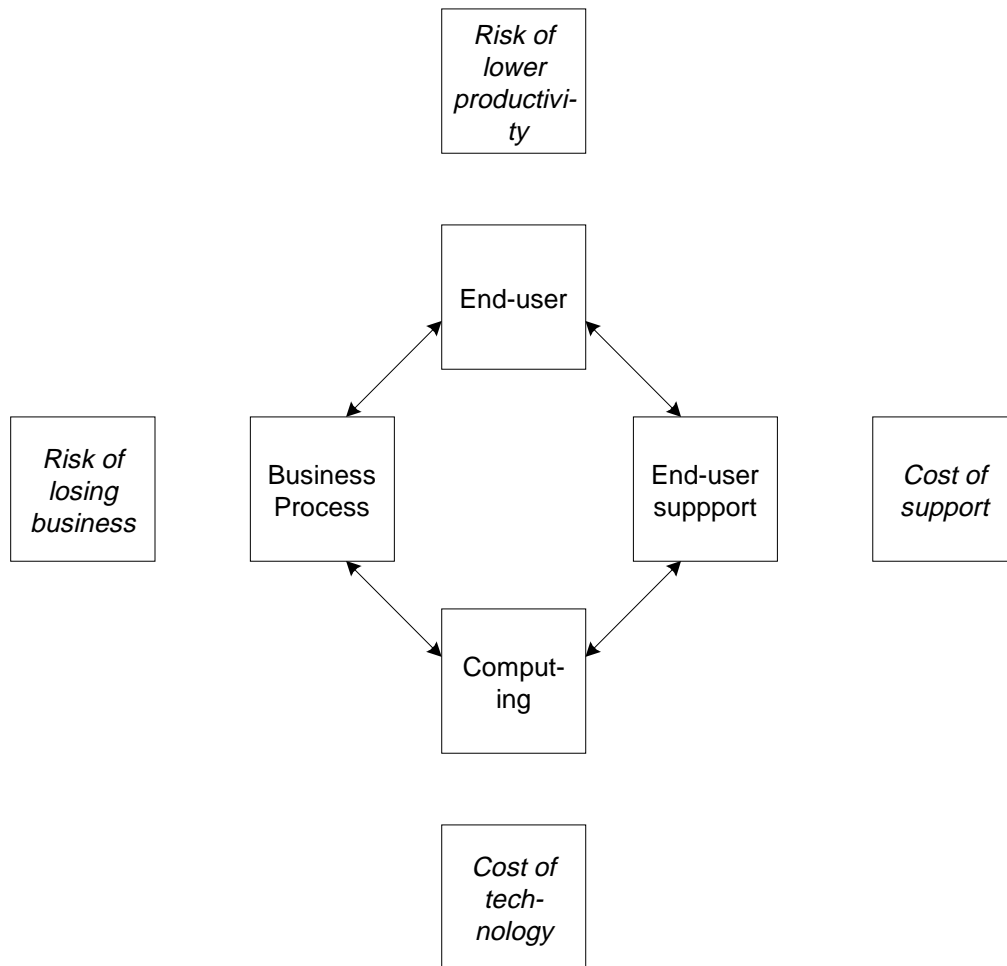 Risk of
lower
productivi-
ty
End-user
Risk of
losing
business
Business
Process
End-user
suppport
Cost of
support
Comput-
ing
Cost of
tech-
nology